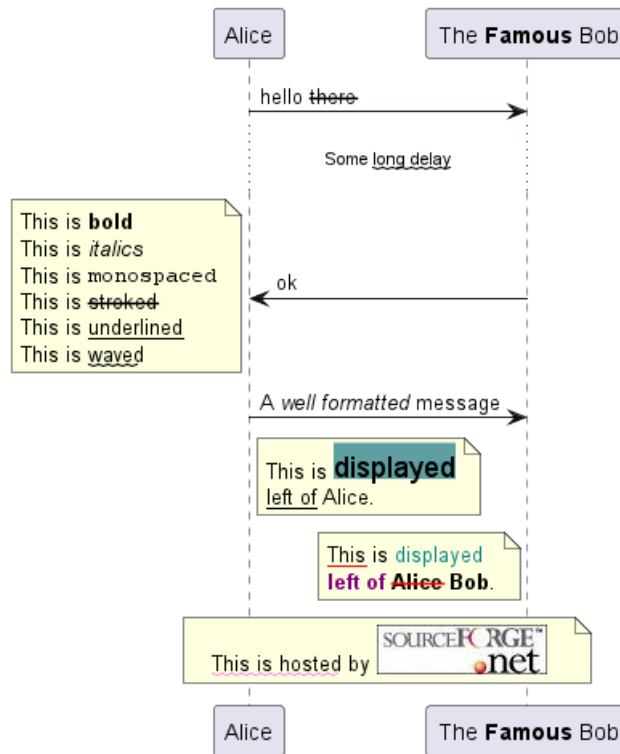 Alice
The Famous Bob
hello there
Some long delay
This is bold
This is italics
This is monospaced
This is stroked
This is underlined
This is waved
ok
A well formatted message
This is displayed
left of Alice.
This is displayed
left of Alice Bob.
This is hosted by SOURCEFORGE™.net
Alice
The Famous Bob